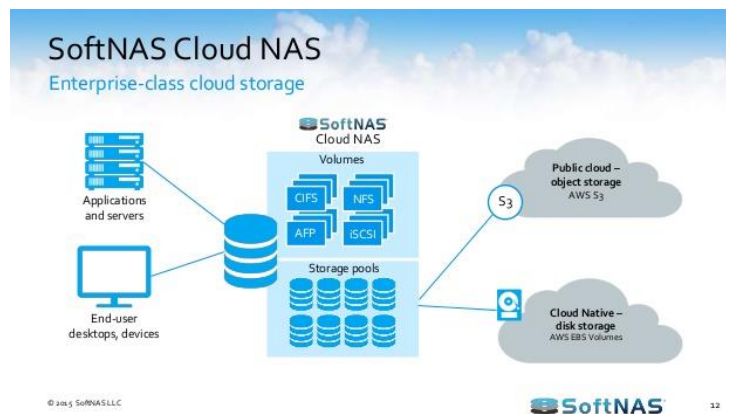 SoftNAS Cloud NAS
Enterprise-class cloud storage
SoftNAS
Cloud NAS
Volumes
CIFS
NFS
AFP
iSCSI
Storage pools
Applications
and servers
End-user
desktops, devices
S3
Public cloud –
object storage
AWS S3
Cloud Native –
disk storage
AWS EBS Volumes
© 2015 SoftNAS LLC
SoftNAS
12